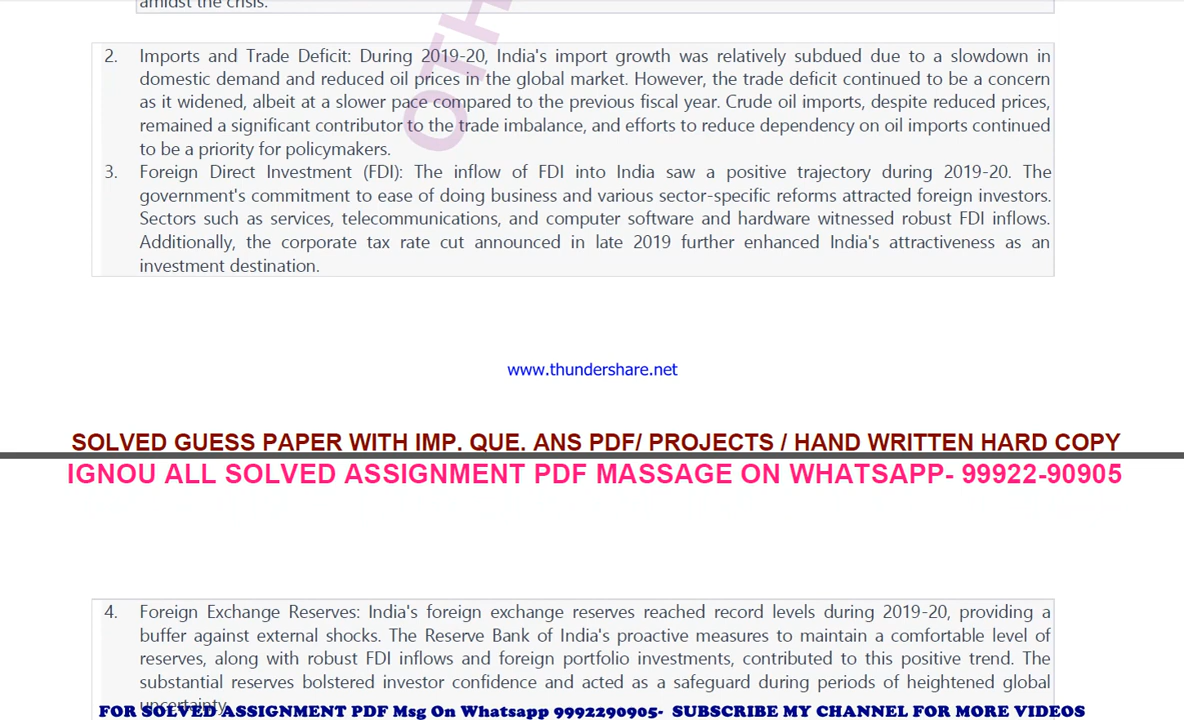 amidst the crisis.
2. Imports and Trade Deficit: During 2019-20, India's import growth was relatively subdued due to a slowdown in
domestic demand and reduced oil prices in the global market. However, the trade deficit continued to be a concern
as it widened, albeit at a slower pace compared to the previous fiscal year. Crude oil imports, despite reduced prices,
remained a significant contributor to the trade imbalance, and efforts to reduce dependency on oil imports continued
to be a priority for policymakers.
3. Foreign Direct Investment (FDI): The inflow of FDI into India saw a positive trajectory during 2019-20. The
government's commitment to ease of doing business and various sector-specific reforms attracted foreign investors.
Sectors such as services, telecommunications, and computer software and hardware witnessed robust FDI inflows.
Additionally, the corporate tax rate cut announced in late 2019 further enhanced India's attractiveness as an
investment destination.
OTH
www.thundershare.net
SOLVED GUESS PAPER WITH IMP. QUE. ANS PDF/ PROJECTS / HAND WRITTEN HARD COPY
IGNOU ALL SOLVED ASSIGNMENT PDF MASSAGE ON WHATSAPP- 99922-90905
4. Foreign Exchange Reserves: India's foreign exchange reserves reached record levels during 2019-20, providing a
buffer against external shocks. The Reserve Bank of India's proactive measures to maintain a comfortable level of
reserves, along with robust FDI inflows and foreign portfolio investments, contributed to this positive trend. The
substantial reserves bolstered investor confidence and acted as a safeguard during periods of heightened global
uncertainty.
FOR SOLVED ASSIGNMENT PDF Msg On Whatsapp 9992290905- SUBSCRIBE MY CHANNEL FOR MORE VIDEOS